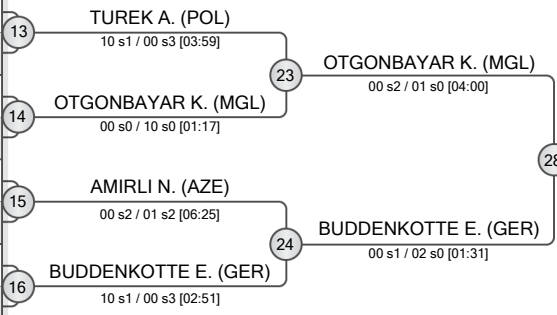 13
TUREK A. (POL)
10 s1 / 00 s3 [03:59]
23
OTGONBAYAR K. (MGL)
00 s2 / 01 s0 [04:00]
14
OTGONBAYAR K. (MGL)
00 s0 / 10 s0 [01:17]
28
15
AMIRLI N. (AZE)
00 s2 / 01 s2 [06:25]
24
BUDDENKOTTE E. (GER)
00 s1 / 02 s0 [01:31]
16
BUDDENKOTTE E. (GER)
10 s1 / 00 s3 [02:51]